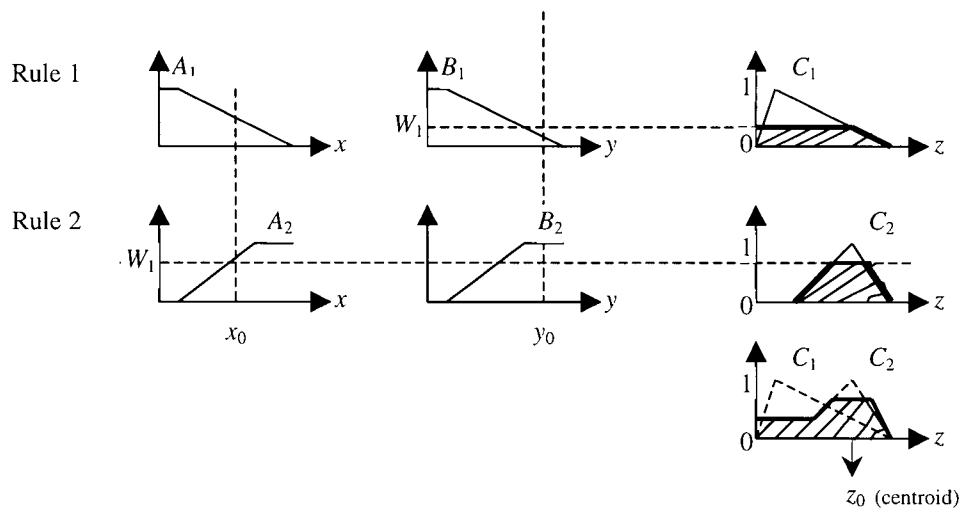 Rule 1
A₁
x
B₁
W₁
y
C₁
1
0
z
Rule 2
A₂
W₁
x
x₀
B₂
y
y₀
C₂
1
0
z
C₁
C₂
1
0
z
z₀ (centroid)